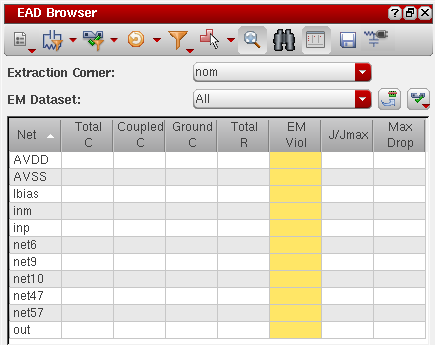 EAD Browser
Extraction Corner: nom
EM Dataset: All
Net Total C Coupled C Ground C Total R EM Viol J/Jmax Max Drop
AVDD
AVSS
Ibias
inm
inp
net6
net9
net10
net47
net57
out